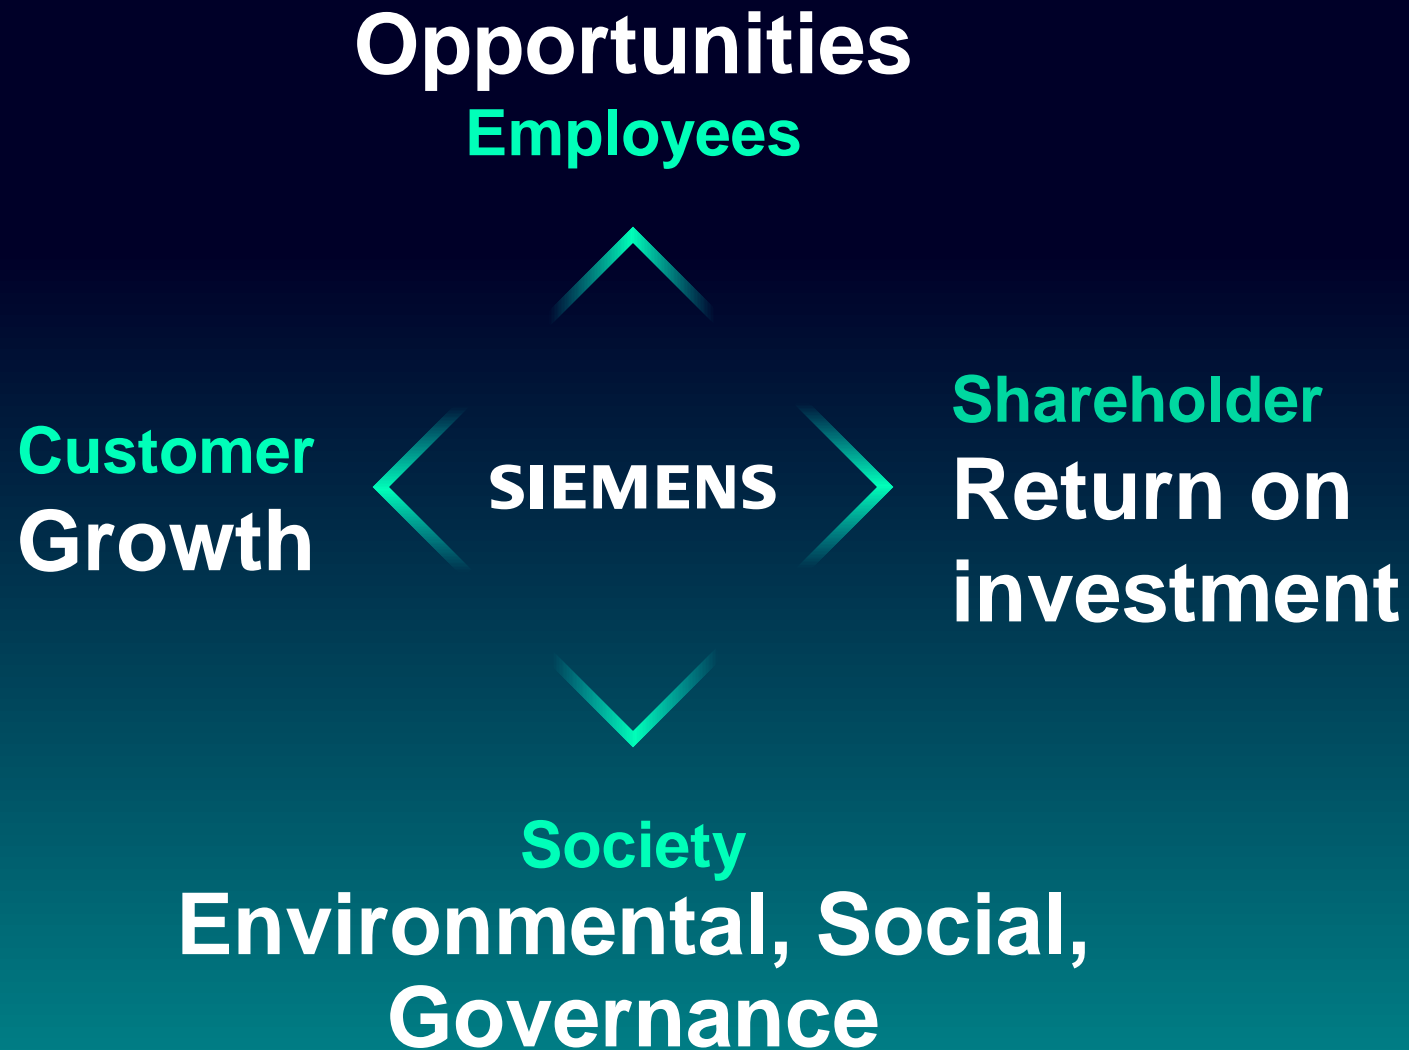 Opportunities
Employees
Customer
Growth
SIEMENS
Shareholder
Return on
investment
Society
Environmental, Social,
Governance